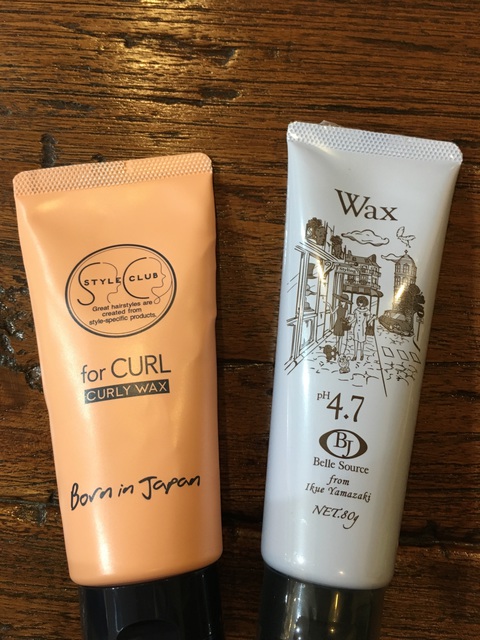 STYLE CLUB
Great hairstyles are
created from
style-specific products.
for CURL
CURLY WAX
Born in Japan
Wax
pH 4.7
BJ
Belle Source
from
Ikue Yamazaki
NET.80g